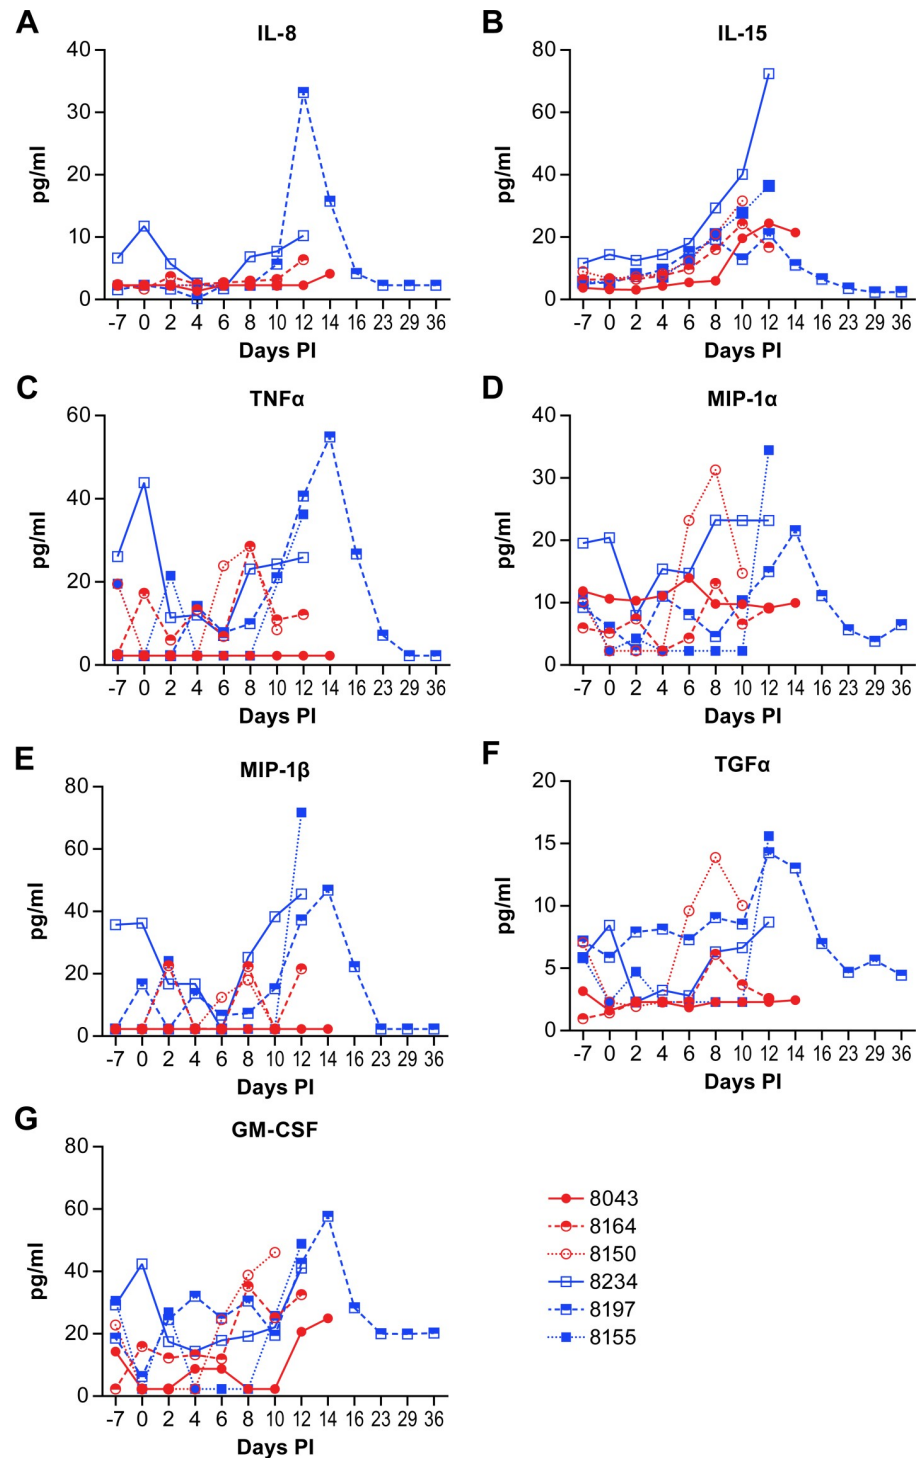 A
IL-8
pg/ml
40
30
20
10
0
-7 0 2 4 6 8 10 12 14 16 23 29 36
Days PI
B
IL-15
pg/ml
80
60
40
20
0
-7 0 2 4 6 8 10 12 14 16 23 29 36
Days PI
C
TNFα
pg/ml
60
40
20
0
-7 0 2 4 6 8 10 12 14 16 23 29 36
Days PI
D
MIP-1α
pg/ml
40
30
20
10
0
-7 0 2 4 6 8 10 12 14 16 23 29 36
Days PI
E
MIP-1β
pg/ml
80
60
40
20
0
-7 0 2 4 6 8 10 12 14 16 23 29 36
Days PI
F
TGFα
pg/ml
20
15
10
5
0
-7 0 2 4 6 8 10 12 14 16 23 29 36
Days PI
G
GM-CSF
pg/ml
80
60
40
20
0
-7 0 2 4 6 8 10 12 14 16 23 29 36
Days PI
8043
8164
8150
8234
8197
8155